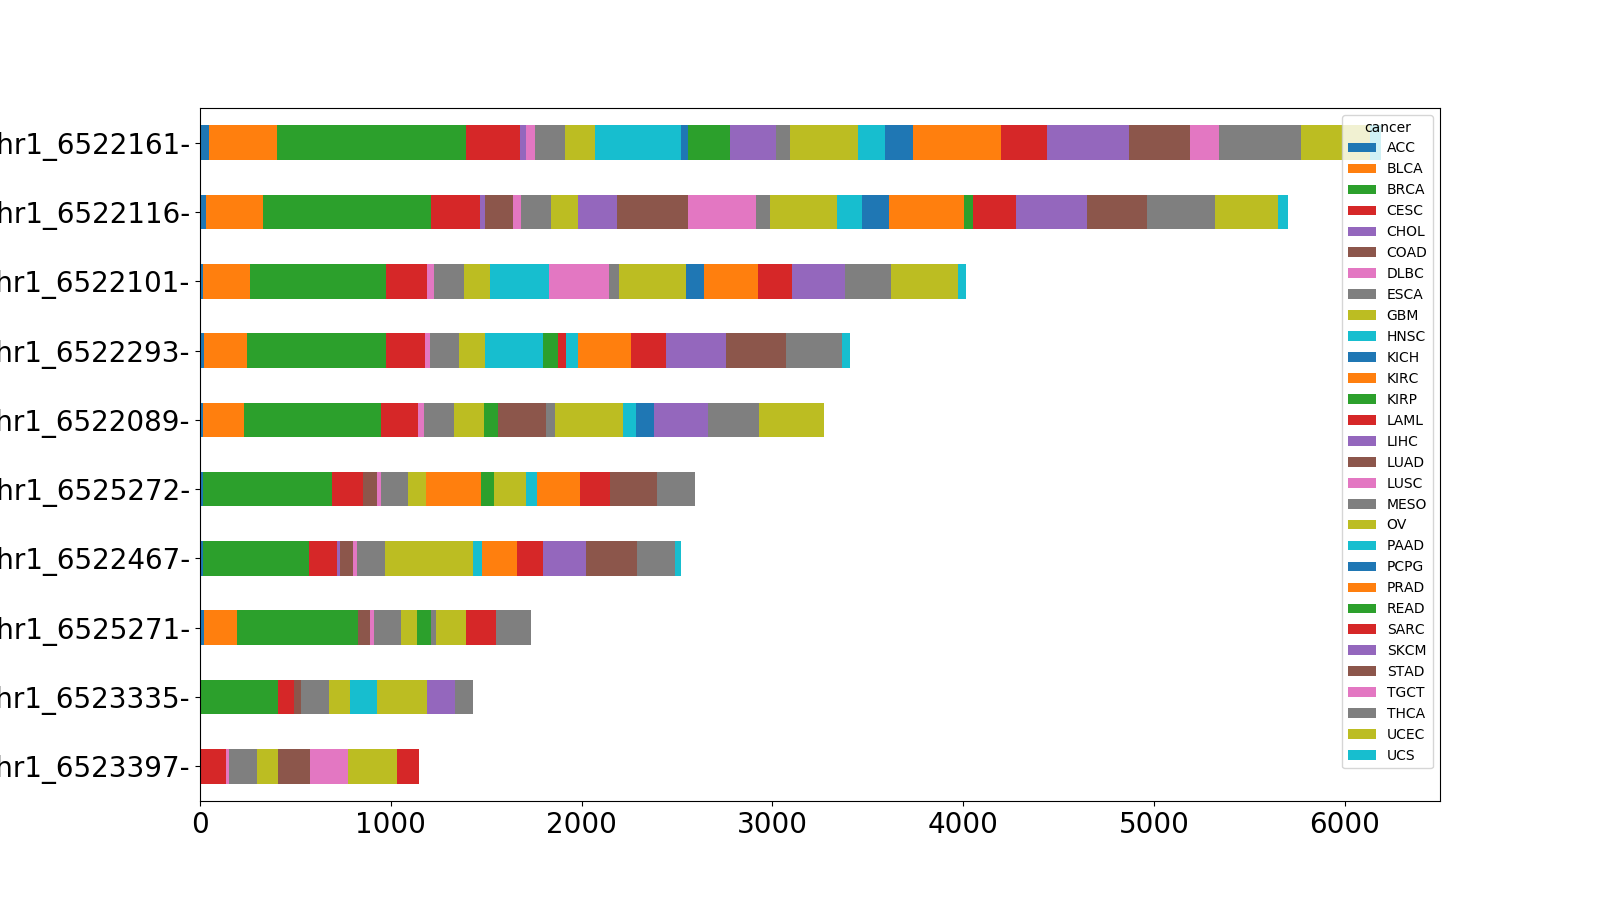 hr1_6522161-
hr1_6522116-
hr1_6522101-
hr1_6522293-
hr1_6522089-
hr1_6525272-
hr1_6522467-
hr1_6525271-
hr1_6523335-
hr1_6523397-
0 1000 2000 3000 4000 5000 6000
cancer
ACC
BLCA
BRCA
CESC
CHOL
COAD
DLBC
ESCA
GBM
HNSC
KICH
KIRC
KIRP
LAML
LIHC
LUAD
LUSC
MESO
OV
PAAD
PCPG
PRAD
READ
SARC
SKCM
STAD
TGCT
THCA
UCEC
UCS